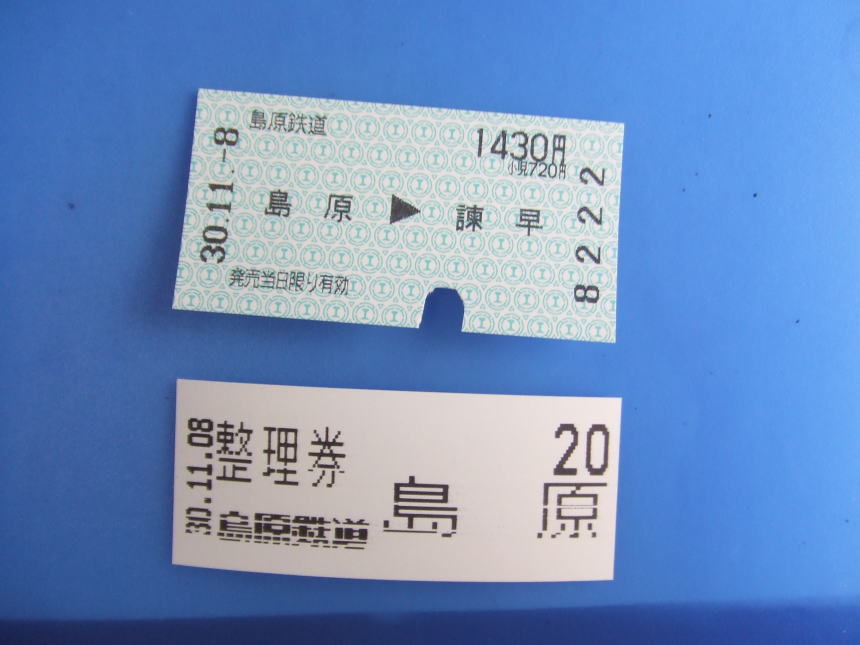 島原鉄道
1430円
小児720円
30.11.-8
島原▶諫早
8222
発売当日限り有効
30.11.08
整理券
20
島原
島原鉄道